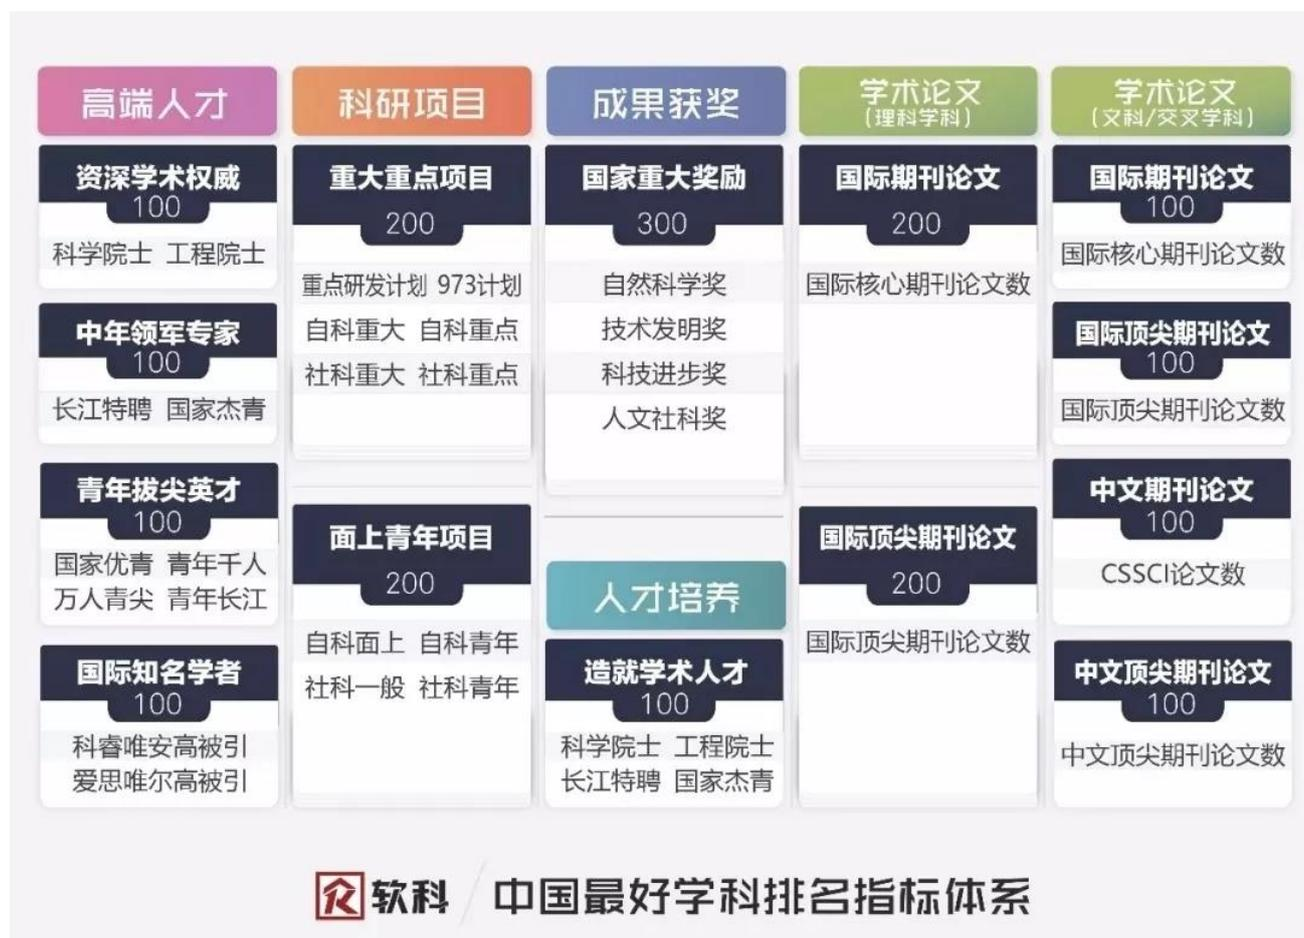 高端人才
资深学术权威
100
科学院士 工程院士
中年领军专家
100
长江特聘 国家杰青
青年拔尖英才
100
国家优青 青年千人
万人青尖 青年长江
国际知名学者
100
科睿唯安高被引
爱思唯尔高被引
科研项目
重大重点项目
200
重点研发计划 973计划
自科重大 自科重点
社科重大 社科重点
面上青年项目
200
自科面上 自科青年
社科一般 社科青年
成果获奖
国家重大奖励
300
自然科学奖
技术发明奖
科技进步奖
人文社科奖
人才培养
造就学术人才
100
科学院士 工程院士
长江特聘 国家杰青
学术论文
(理科学科)
国际期刊论文
200
国际核心期刊论文数
国际顶尖期刊论文
200
国际顶尖期刊论文数
学术论文
(文科/交叉学科)
国际期刊论文
100
国际核心期刊论文数
国际顶尖期刊论文
100
国际顶尖期刊论文数
中文期刊论文
100
CSSCI论文数
中文顶尖期刊论文
100
中文顶尖期刊论文数
软科 / 中国最好学科排名指标体系